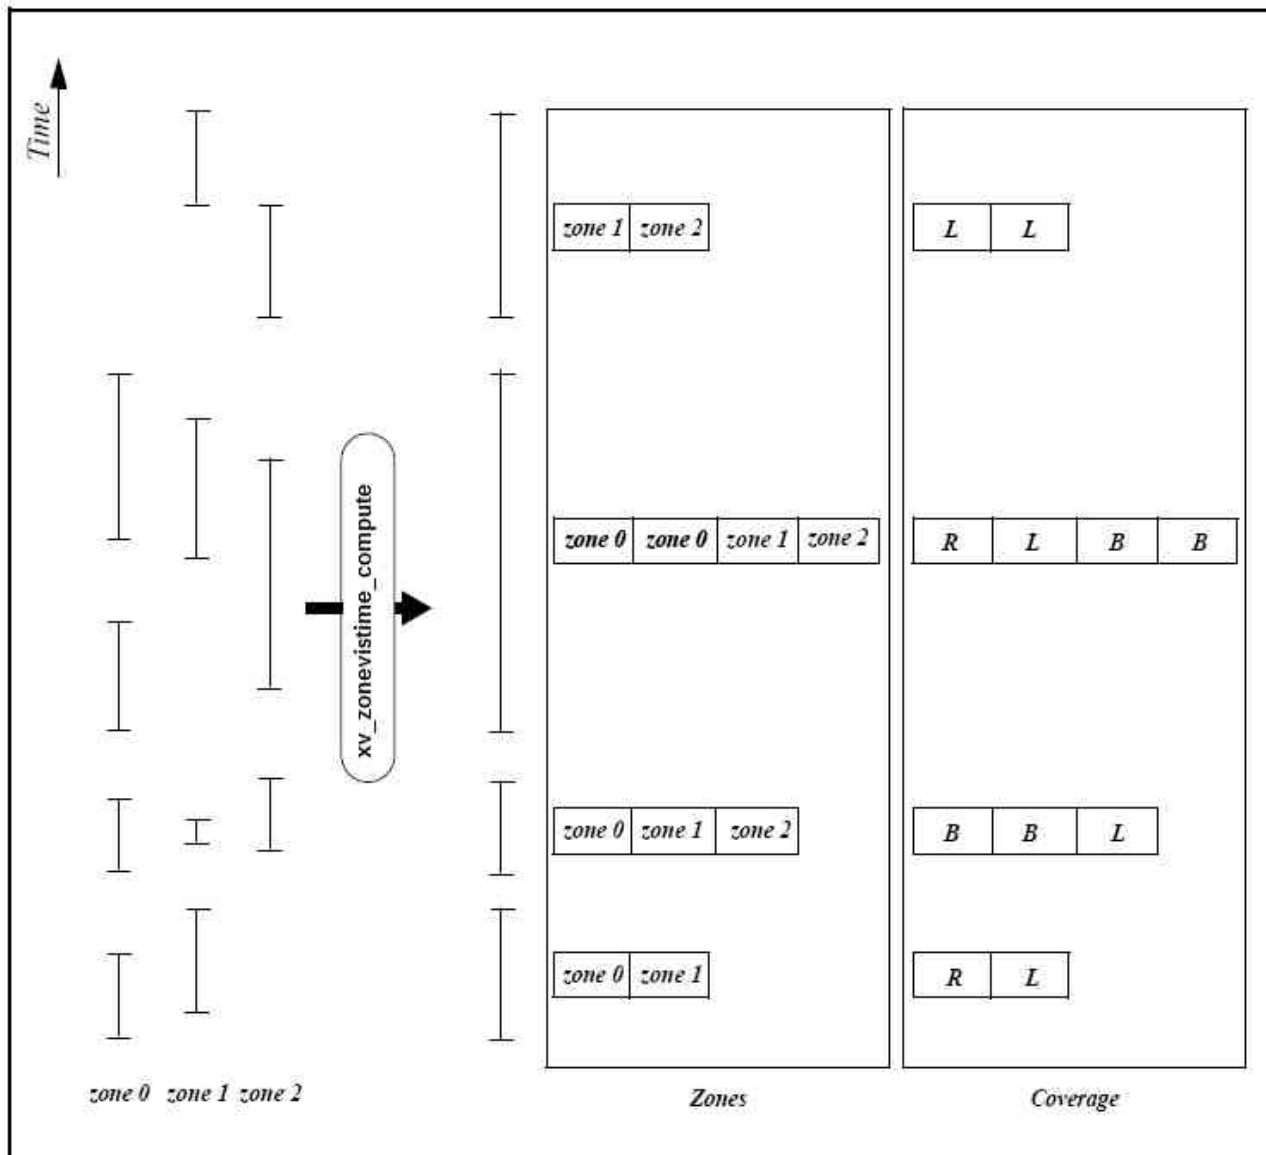 Time
zone 1 zone 2
L L
xv_zonevistime_compute
zone 0 zone 0 zone 1 zone 2
R L B B
zone 0 zone 1 zone 2
B B L
zone 0 zone 1
R L
zone 0 zone 1 zone 2
Zones
Coverage